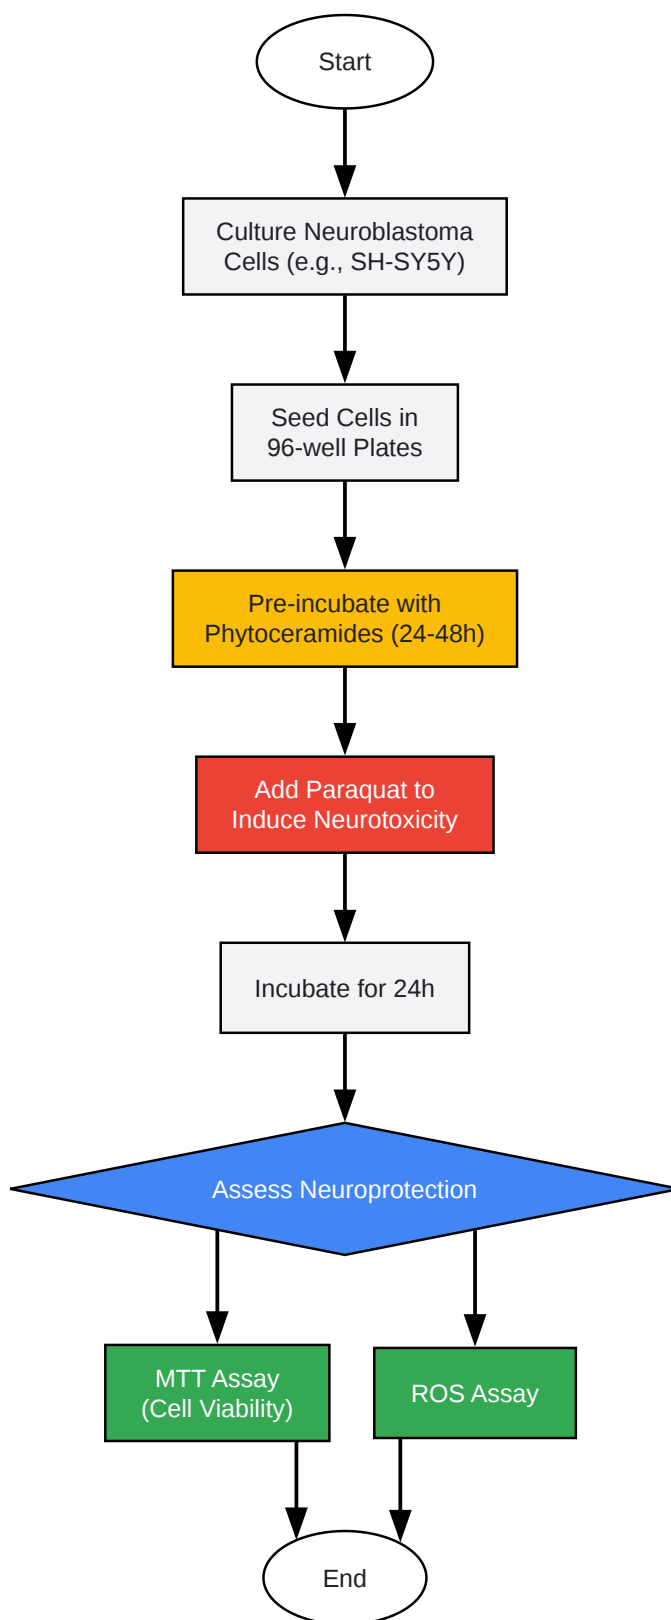 Start
Culture Neuroblastoma
Cells (e.g., SH-SY5Y)
Seed Cells in
96-well Plates
Pre-incubate with
Phytoceramides (24-48h)
Add Paraquat to
Induce Neurotoxicity
Incubate for 24h
Assess Neuroprotection
MTT Assay
(Cell Viability)
ROS Assay
End